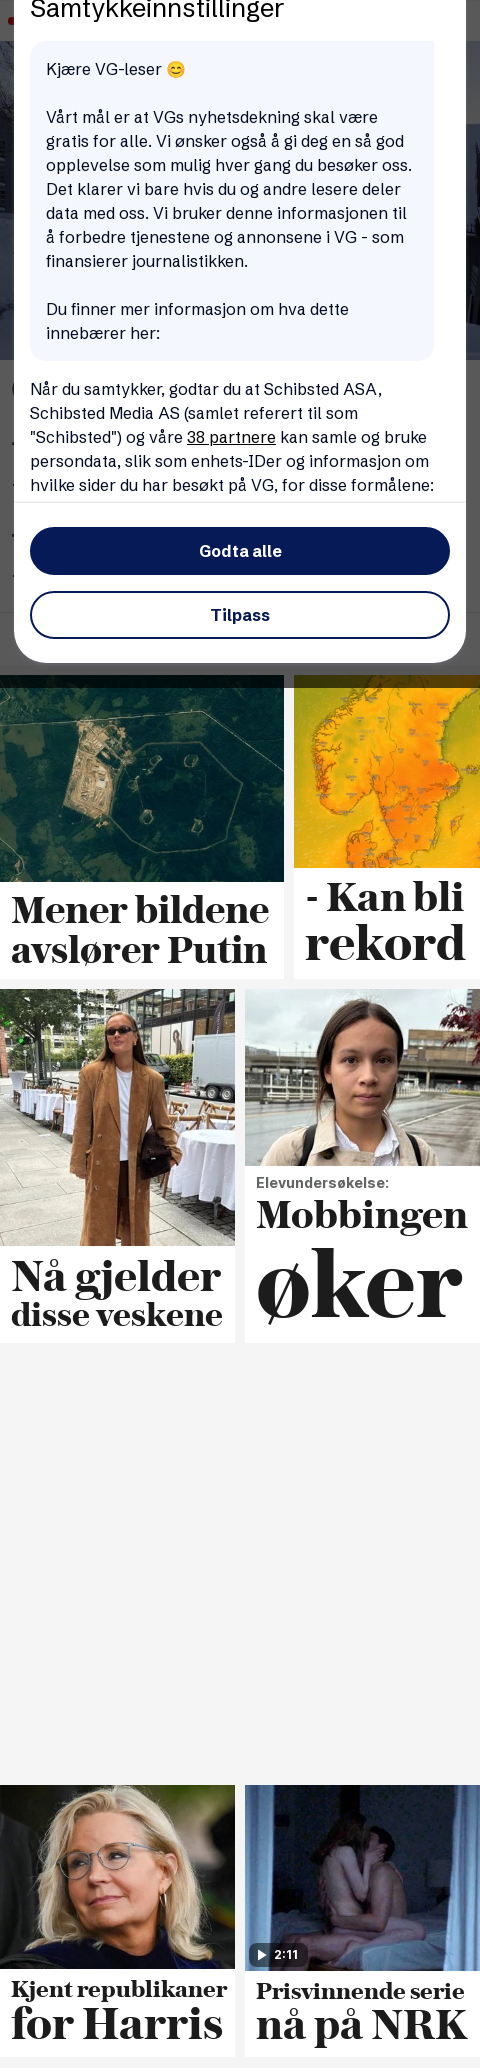 Samtykkeinnstillinger
Kjære VG-leser 😊
Vårt mål er at VGs nyhetsdekning skal være
gratis for alle. Vi ønsker også å gi deg en så god
opplevelse som mulig hver gang du besøker oss.
Det klarer vi bare hvis du og andre lesere deler
data med oss. Vi bruker denne informasjonen til
å forbedre tjenestene og annonsene i VG - som
finansierer journalistikken.
Du finner mer informasjon om hva dette
innebærer her:
Når du samtykker, godtar du at Schibsted ASA,
Schibsted Media AS (samlet referert til som
"Schibsted") og våre 38 partnere kan samle og bruke
persondata, slik som enhets-IDer og informasjon om
hvilke sider du har besøkt på VG, for disse formålene:
Godta alle
Tilpass
Mener bildene
avslører Putin
- Kan bli
rekord
Nå gjelder
disse veskene
Elevundersøkelse:
Mobbingen
øker
Kjent republikaner
for Harris
2:11
Prisvinnende serie
nå på NRK